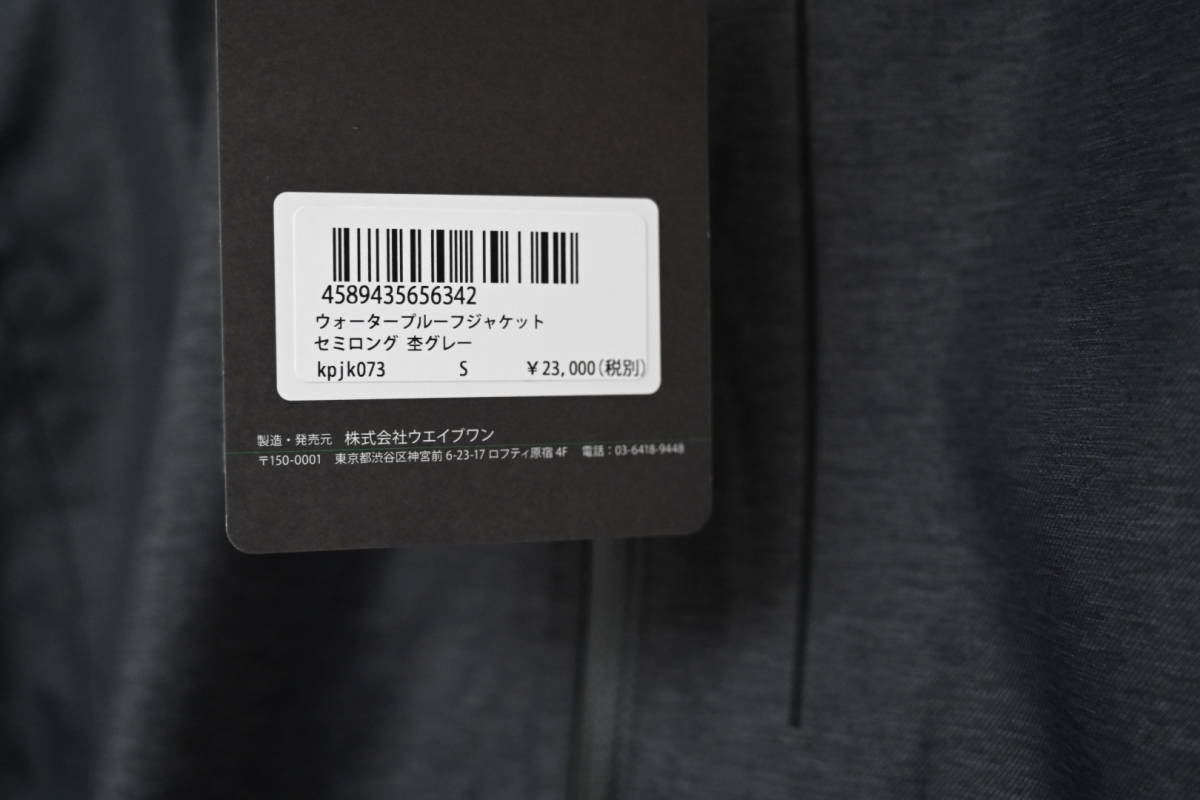 4589435656342
ウォータープルーフジャケット
セミロング 杢グレー
kpjk073 S ¥23,000(税別)
製造・発売元 株式会社ウエイブワン
〒150-0001 東京都渋谷区神宮前 6-23-17 ロフティ原宿 4F 電話：03-6418-9448